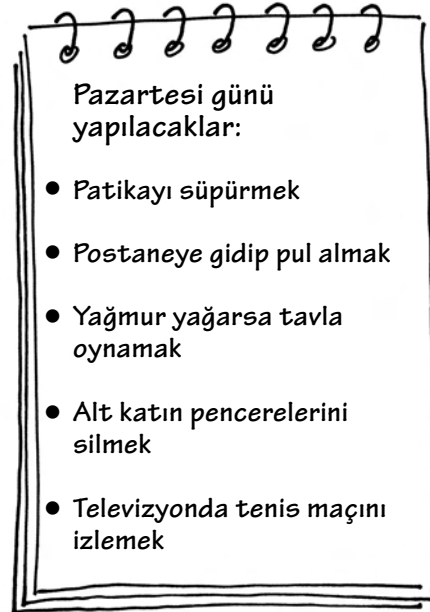 Pazartesi günü
yapılacaklar:
● Patikayı süpürmek
● Postaneye gidip pul almak
● Yağmur yağarsa tavla
oynamak
● Alt katın pencerelerini
silmek
● Televizyonda tenis maçını
izlemek